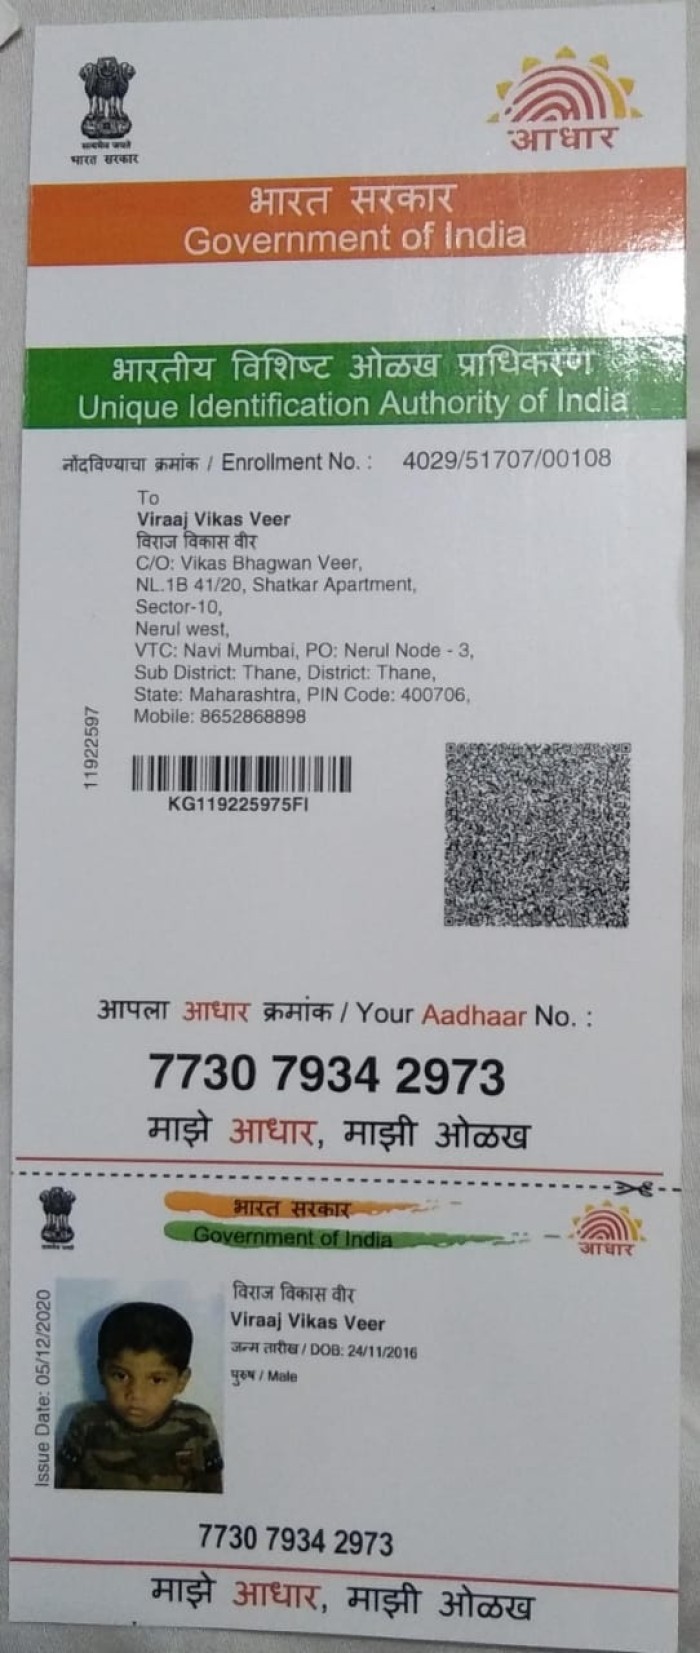 सत्यमेव जयते
भारत सरकार
आधार
भारत सरकार
Government of India
भारतीय विशिष्ट ओळख प्राधिकरण
Unique Identification Authority of India
नोंदविण्याचा क्रमांक / Enrollment No. : 4029/51707/00108
To
Viraaj Vikas Veer
विराज विकास वीर
C/O: Vikas Bhagwan Veer,
NL.1B 41/20, Shatkar Apartment,
Sector-10,
Nerul west,
VTC: Navi Mumbai, PO: Nerul Node - 3,
Sub District: Thane, District: Thane,
State: Maharashtra, PIN Code: 400706,
Mobile: 8652868898
11922597
KG119225975FI
आपला आधार क्रमांक / Your Aadhaar No. :
7730 7934 2973
माझे आधार, माझी ओळख
भारत सरकार
Government of India
आधार
Issue Date: 05/12/2020
विराज विकास वीर
Viraaj Vikas Veer
जन्म तारीख / DOB: 24/11/2016
पुरुष / Male
7730 7934 2973
माझे आधार, माझी ओळख